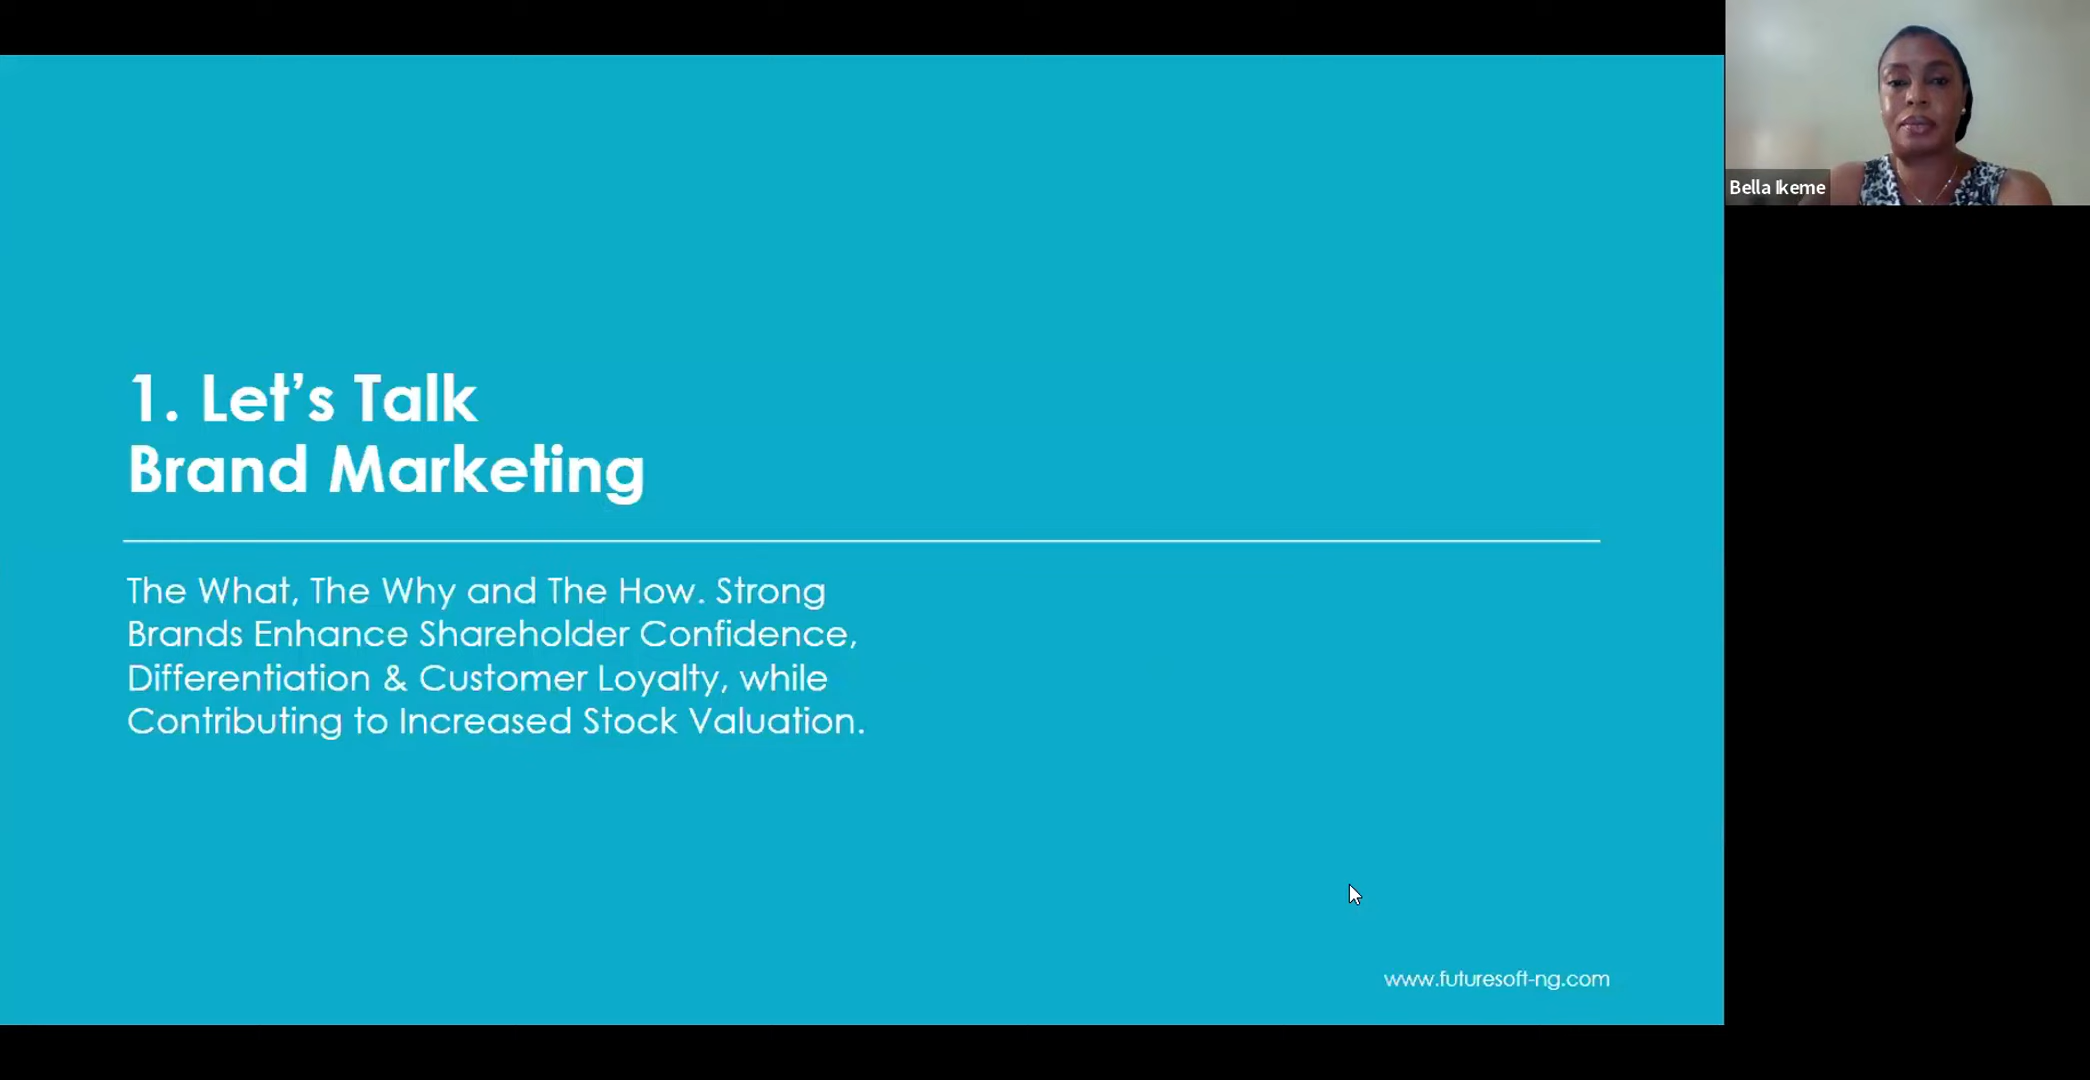 1. Let’s Talk
Brand Marketing
The What, The Why and The How. Strong
Brands Enhance Shareholder Confidence,
Differentiation & Customer Loyalty, while
Contributing to Increased Stock Valuation.
www.futuresoft-ng.com
Bella Ikeme